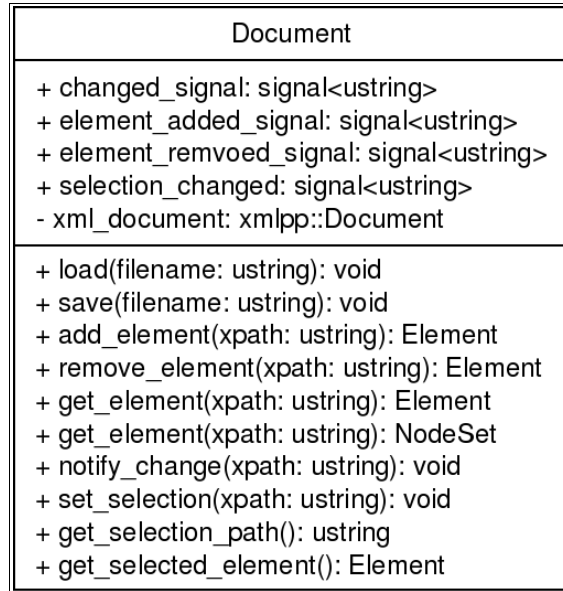 Document
+ changed_signal: signal<ustring>
+ element_added_signal: signal<ustring>
+ element_remvoed_signal: signal<ustring>
+ selection_changed: signal<ustring>
- xml_document: xmlpp::Document
+ load(filename: ustring): void
+ save(filename: ustring): void
+ add_element(xpath: ustring): Element
+ remove_element(xpath: ustring): Element
+ get_element(xpath: ustring): Element
+ get_element(xpath: ustring): NodeSet
+ notify_change(xpath: ustring): void
+ set_selection(xpath: ustring): void
+ get_selection_path(): ustring
+ get_selected_element(): Element